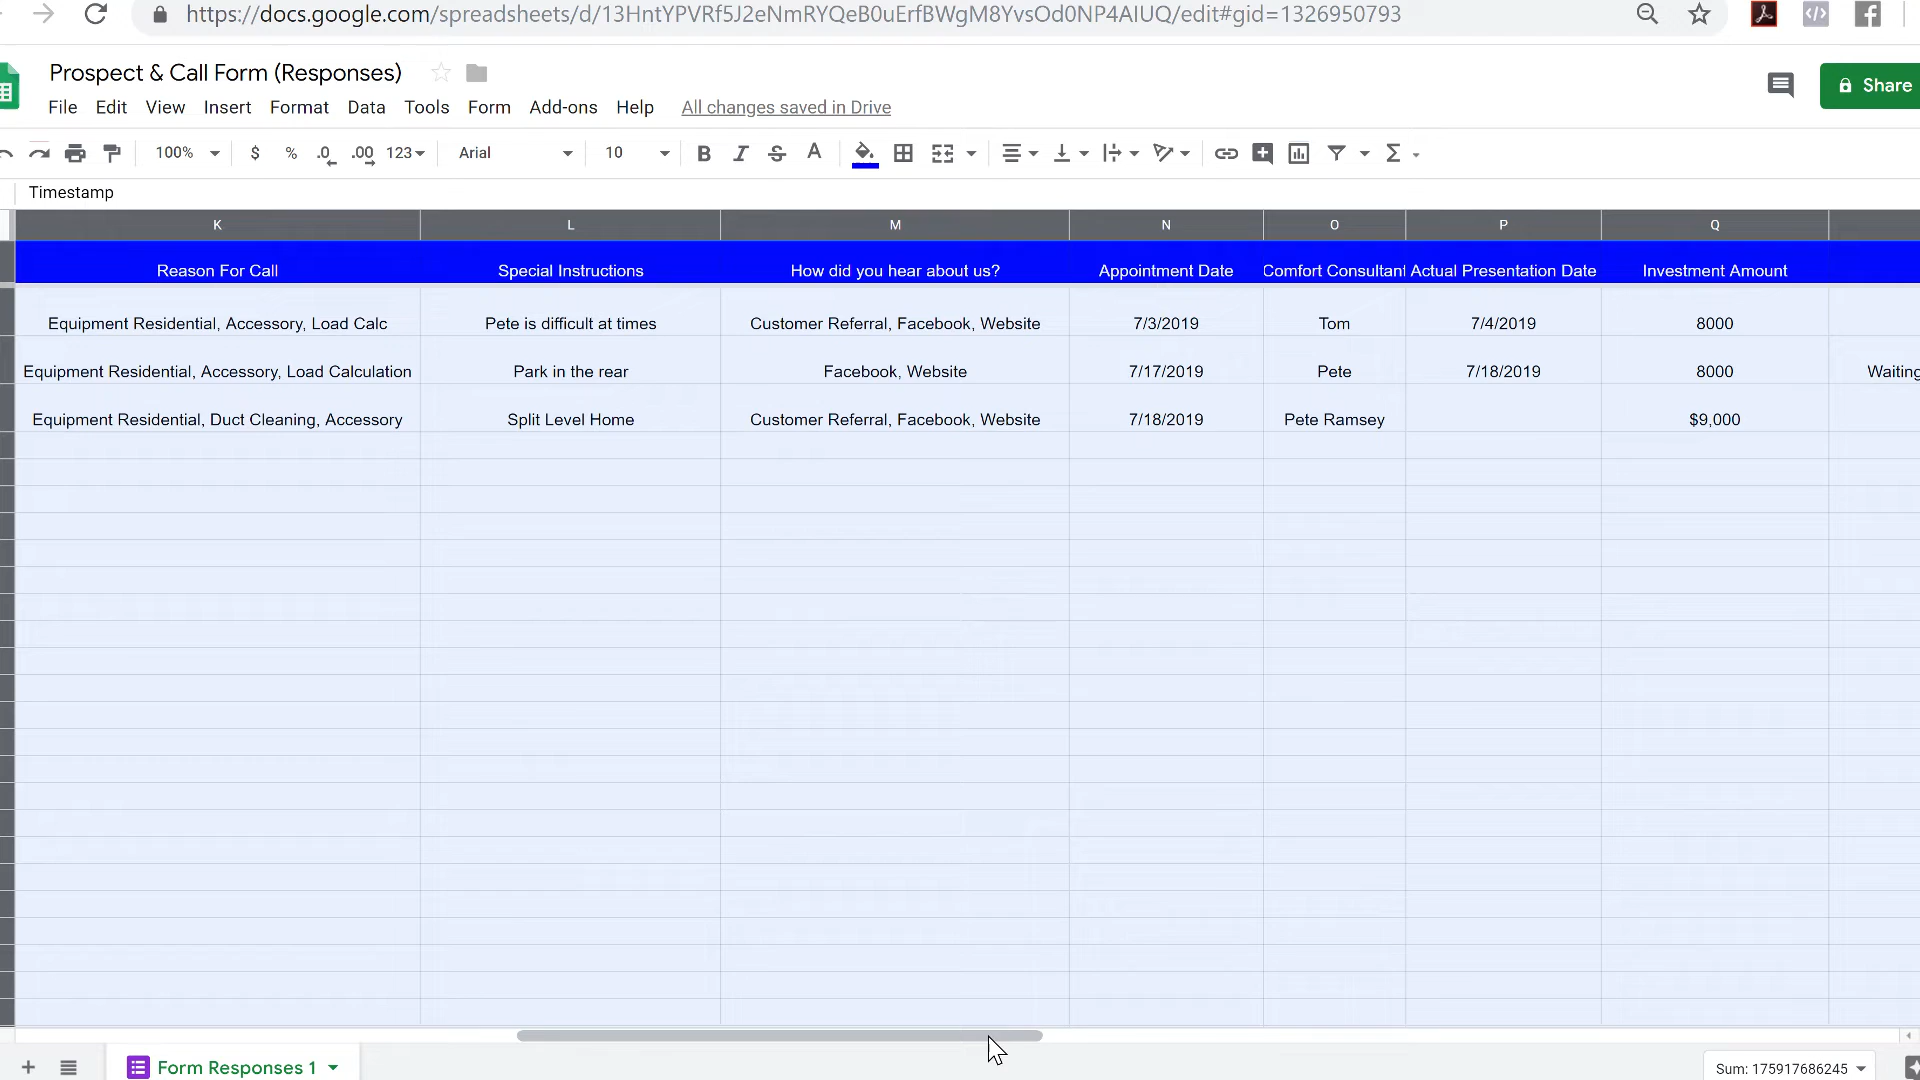 https://docs.google.com/spreadsheets/d/13HntYPVRf5J2eNmRYQeB0uErfBWgM8YvsOd0NP4AIUQ/edit#gid=1326950793
Prospect & Call Form (Responses)
Share
File Edit View Insert Format Data Tools Form Add-ons Help All changes saved in Drive
100% $ % .0 .00 123 Arial 10 B I S A Σ
Timestamp
K L M N O P Q
Reason For Call Special Instructions How did you hear about us? Appointment Date Comfort Consultant Actual Presentation Date Investment Amount
Equipment Residential, Accessory, Load Calc Pete is difficult at times Customer Referral, Facebook, Website 7/3/2019 Tom 7/4/2019 8000
Equipment Residential, Accessory, Load Calculation Park in the rear Facebook, Website 7/17/2019 Pete 7/18/2019 8000 Waiting
Equipment Residential, Duct Cleaning, Accessory Split Level Home Customer Referral, Facebook, Website 7/18/2019 Pete Ramsey $9,000
+ Form Responses 1 Sum: 175917686245